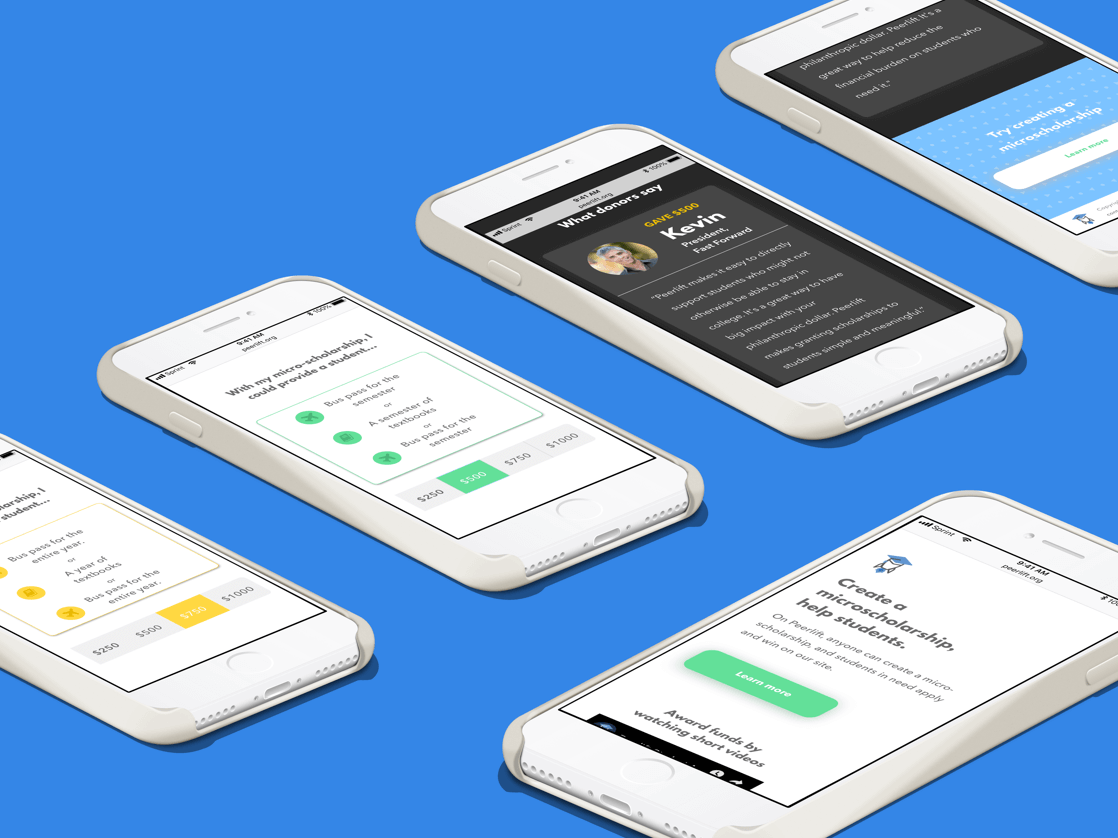 philanthropic dollar. Peerlift It's a
great way to help reduce the
financial burden on students who
need it."
Try creating a
microscholarship
Learn more
Sprint
9:41 AM
100%
peerlift.org
What donors say
GAVE $500
Kevin
President,
Fast Forward
"Peerlift makes it easy to directly
support students who might not
otherwise be able to stay in
college. It's a great way to have
big impact with your
philanthropic dollar. Peerlift
makes granting scholarships to
students simple and meaningful."
Sprint
9:41 AM
100%
peerlift.org
With my micro-scholarship, I
could provide a student...
Bus pass for the
semester
or
A semester of
textbooks
or
Bus pass for the
semester
$250
$500
$750
$1000
I
student...
Bus pass for the
entire year.
or
A year of
textbooks
or
Bus pass for the
entire year.
$250
$500
$750
$1000
Sprint
9:41 AM
peerlift.org
Create a
microscholarship,
help students.
On Peerlift, anyone can create a micro-
scholarship, and students in need apply
and win on our site.
Learn more
Award funds by
watching short videos